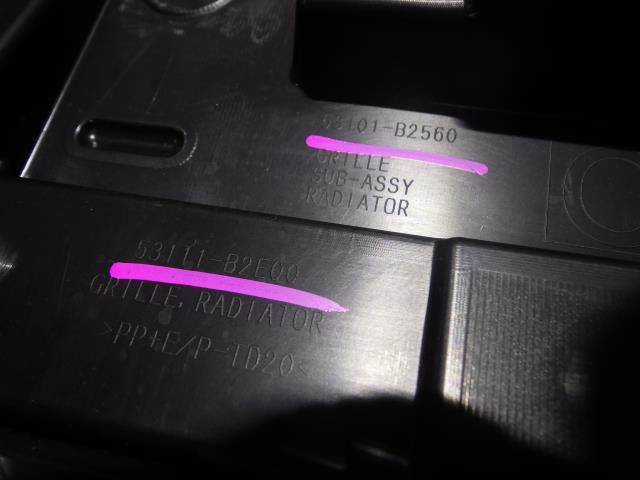 53101-B2560
GRILLE
SUB-ASSY
RADIATOR
53111-B2E00
GRILLE, RADIATOR
>PP+E/P-TD20<